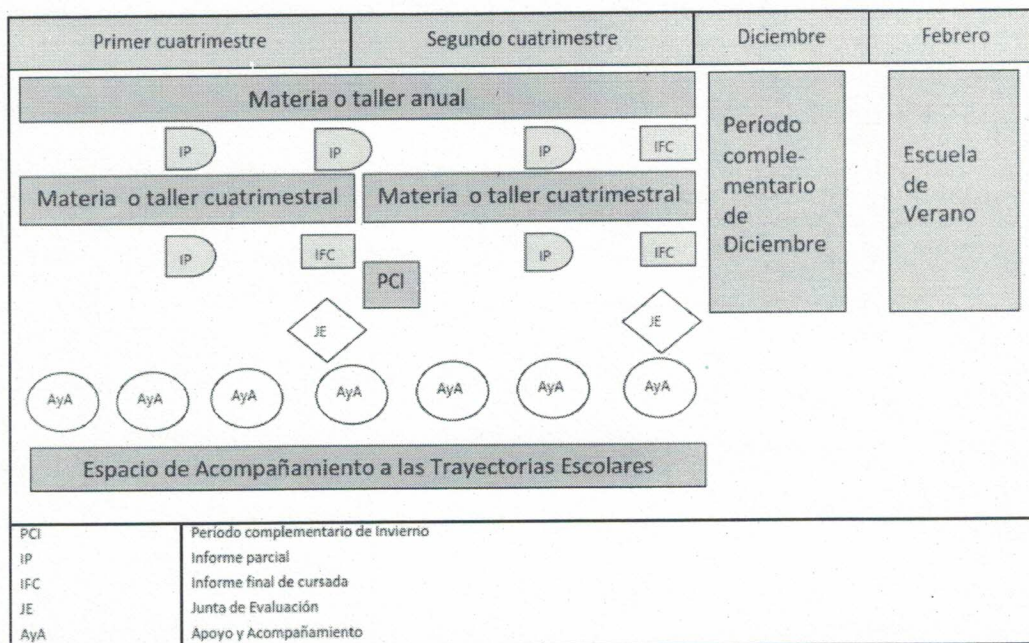 Primer cuatrimestre
Segundo cuatrimestre
Diciembre
Febrero
Materia o taller anual
IP
IP
IP
IFC
Materia o taller cuatrimestral
Materia o taller cuatrimestral
IP
IFC
IP
IFC
PCI
JE
JE
Período
comple-
mentario
de
Diciembre
Escuela
de
Verano
AyA
AyA
AyA
AyA
AyA
AyA
AyA
Espacio de Acompañamiento a las Trayectorias Escolares
PCI Período complementario de Invierno
IP Informe parcial
IFC Informe final de cursada
JE Junta de Evaluación
AyA Apoyo y Acompañamiento